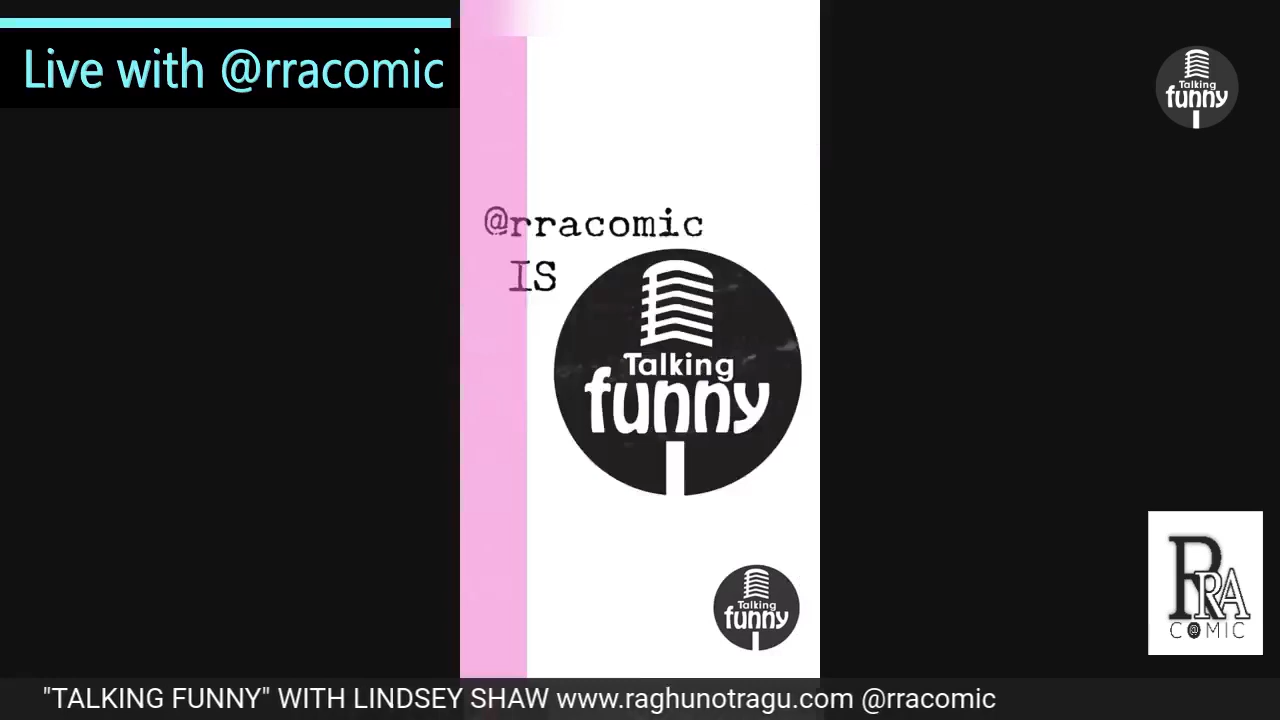 Live with @rracomic
Talking
funny
@rracomic
IS
Talking
funny
Talking
funny
RRA
C@MIC
"TALKING FUNNY" WITH LINDSEY SHAW www.raghunotragu.com @rracomic